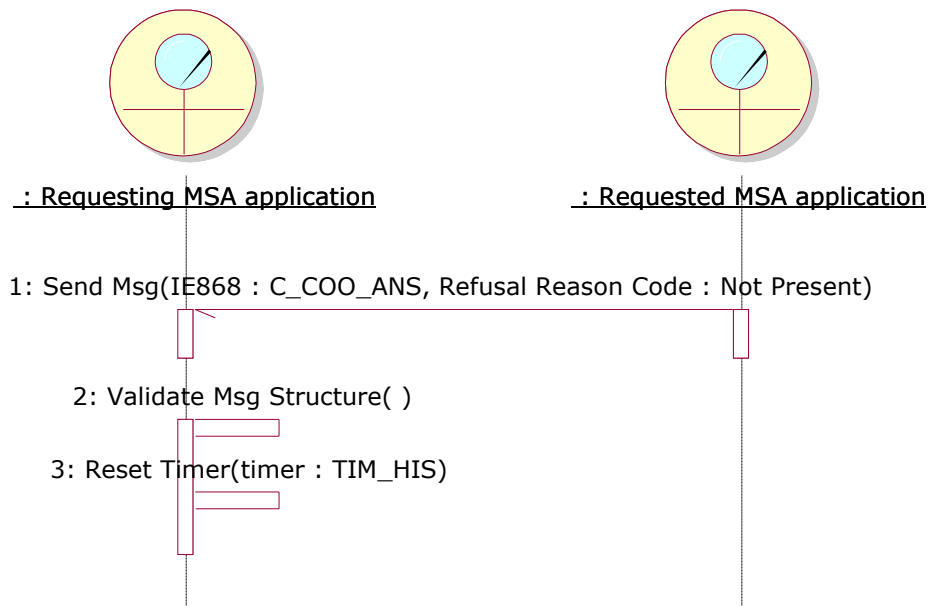 : Requesting MSA application
: Requested MSA application
1: Send Msg(IE868 : C_COO_ANS, Refusal Reason Code : Not Present)
2: Validate Msg Structure( )
3: Reset Timer(timer : TIM_HIS)